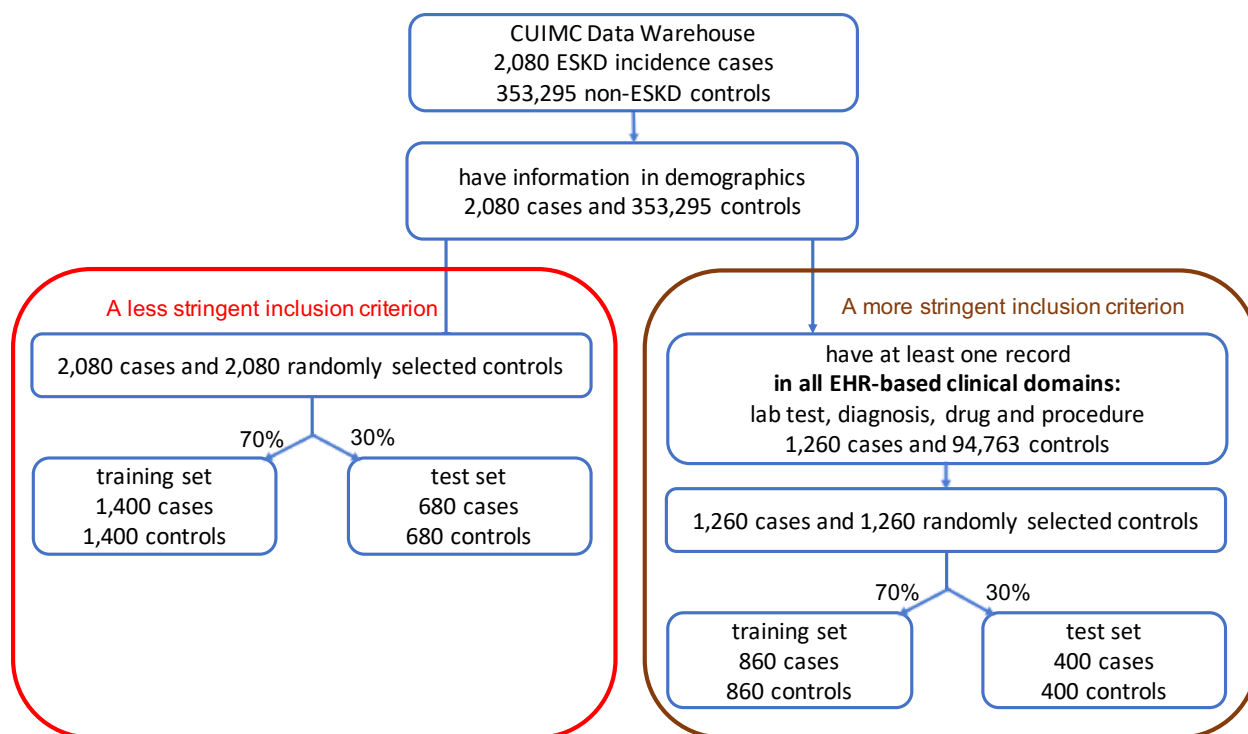 CUIMC Data Warehouse
2,080 ESKD incidence cases
353,295 non-ESKD controls
have information in demographics
2,080 cases and 353,295 controls
A less stringent inclusion criterion
2,080 cases and 2,080 randomly selected controls
70%
30%
training set
1,400 cases
1,400 controls
test set
680 cases
680 controls
A more stringent inclusion criterion
have at least one record
in all EHR-based clinical domains:
lab test, diagnosis, drug and procedure
1,260 cases and 94,763 controls
1,260 cases and 1,260 randomly selected controls
70%
30%
training set
860 cases
860 controls
test set
400 cases
400 controls